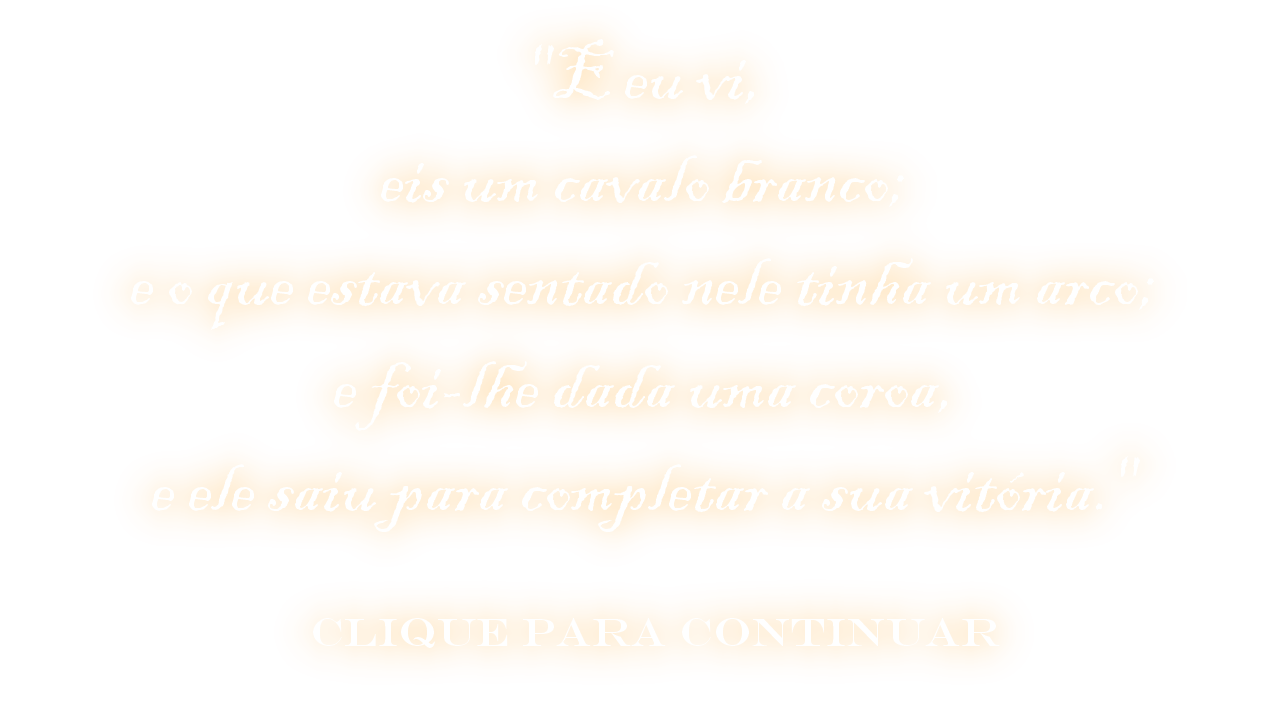 "E eu vi,
eis um cavalo branco;
e o que estava sentado nele tinha um arco,
e foi-lhe dada uma coroa,
e ele saiu para completar a sua vitória."
CLIQUE PARA CONTINUAR